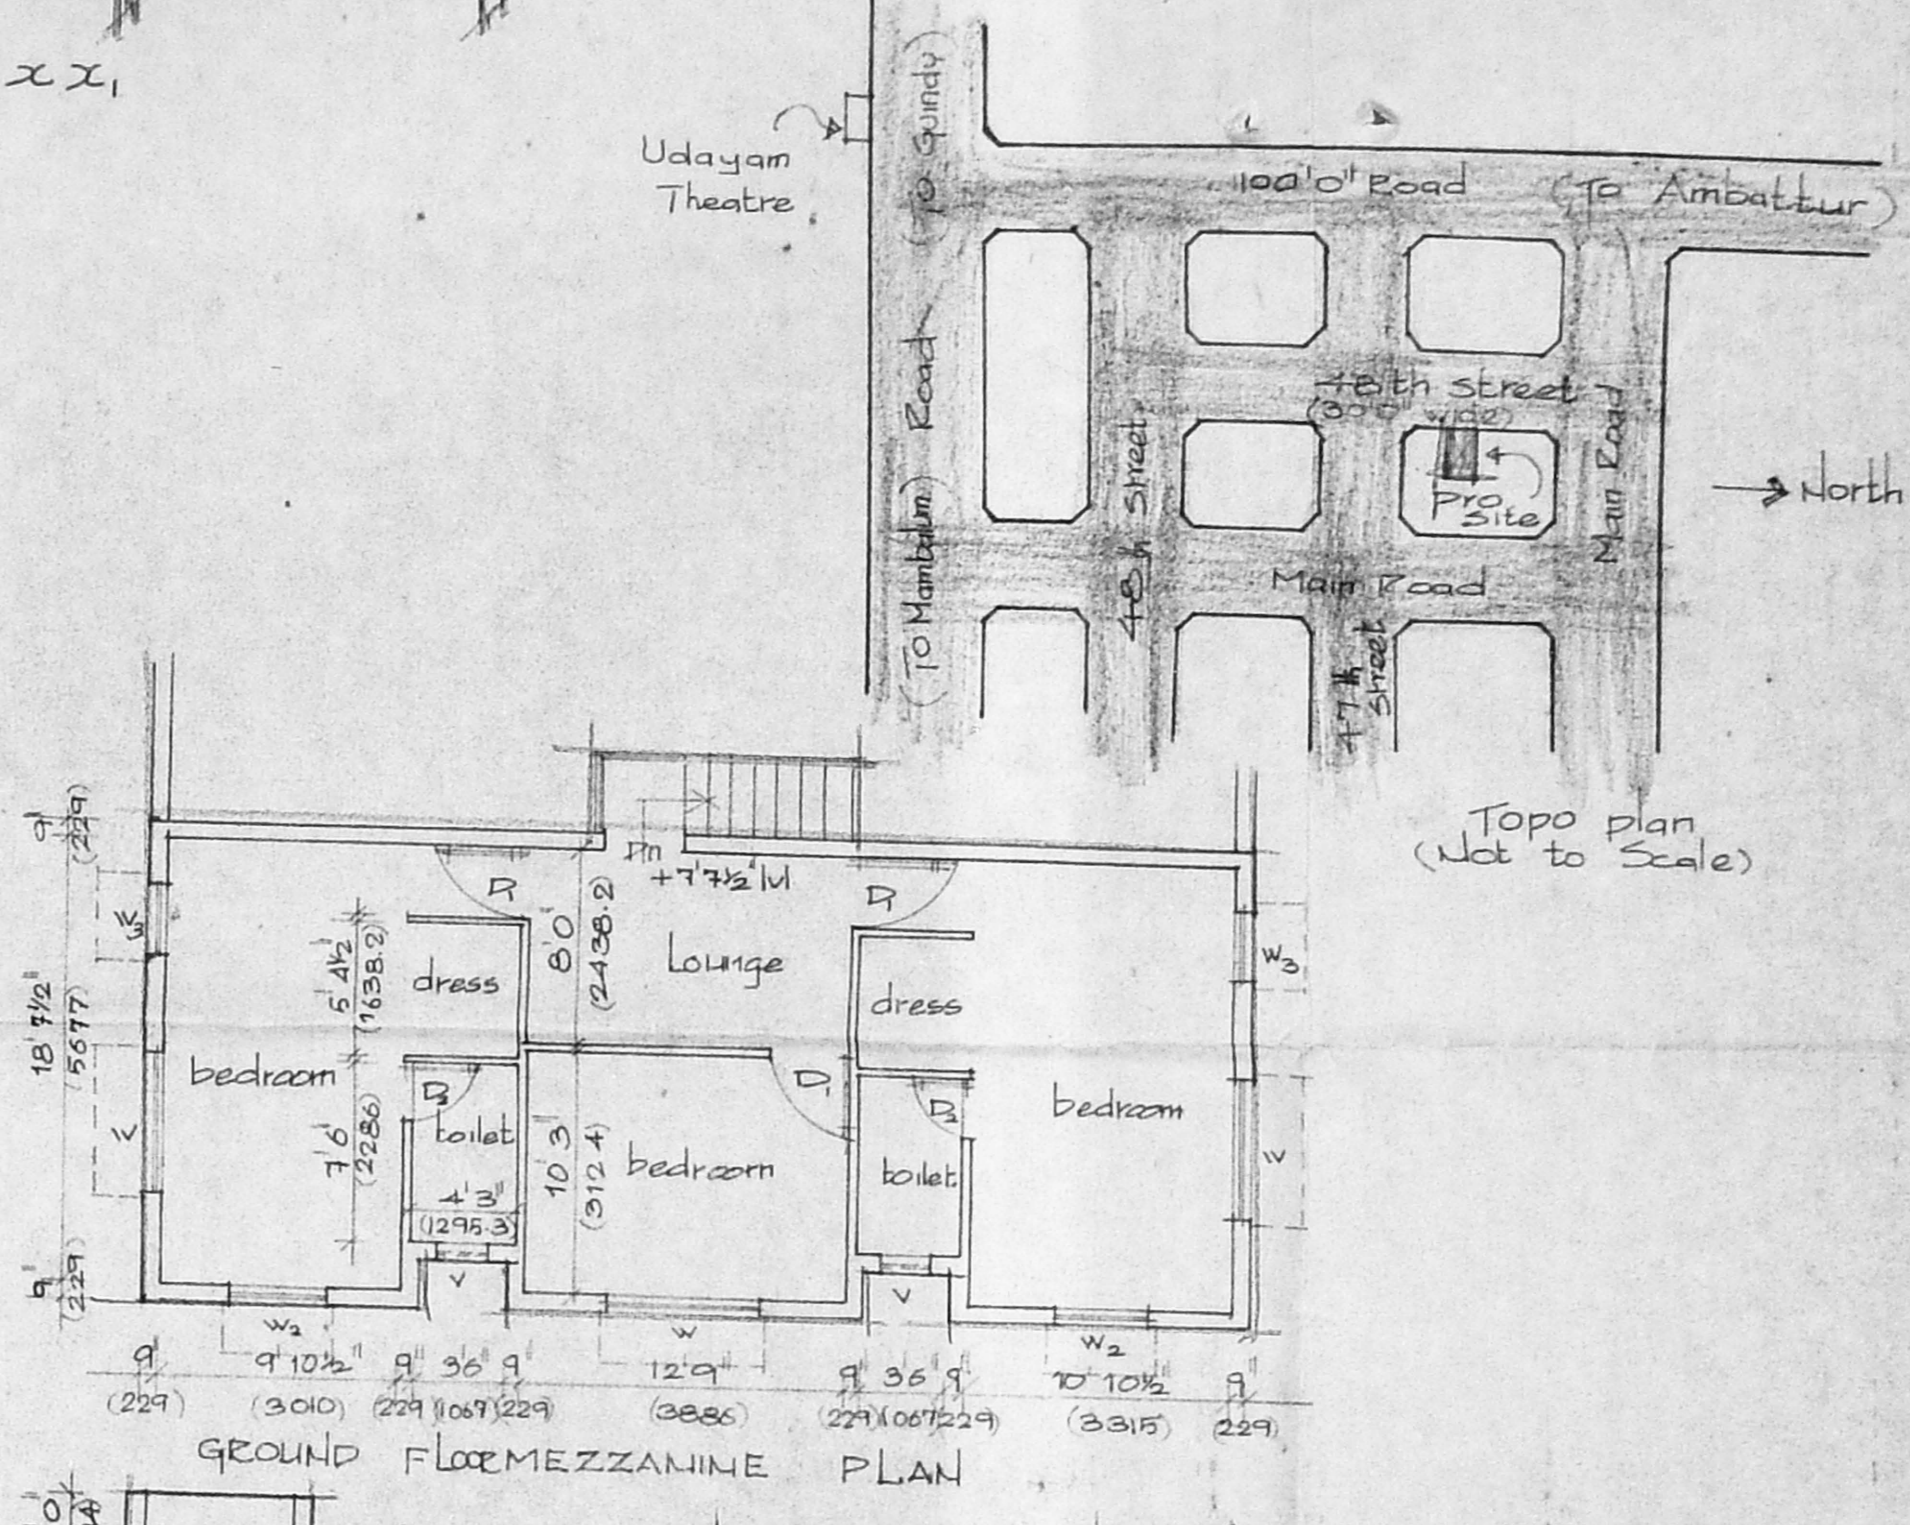 x x₁
Udayam
Theatre
(To Mambalum) Road (To Guindy)
100'0" Road (To Ambattur)
48th Street
(30'0" wide)
48th Street
Main Road
Pro
Site
North
Main Road
47th
Street
Topo plan
(Not to Scale)
Dn
+7'7½" lvl
D₁
D₁
9"
(229)
W₃
5' 4½"
(1638.2)
dress
8'0"
(2438.2)
Lounge
dress
W₃
18' 7½"
(5677)
bedroom
D₂
D₁
D₂
bedroom
W
7'6"
(2286)
toilet
10' 3"
(3124)
bedroom
toilet
W
4'3"
(1295.3)
9"
(229)
V
V
W₂
W
W₂
9" 9'10½" 9" 3'6" 9" 12'9" 9" 3'6" 9" 10'10½" 9"
(229) (3010) (229) (1067) (229) (3886) (229) (1067) (229) (3315) (229)
GROUND FLOOR MEZZANINE PLAN